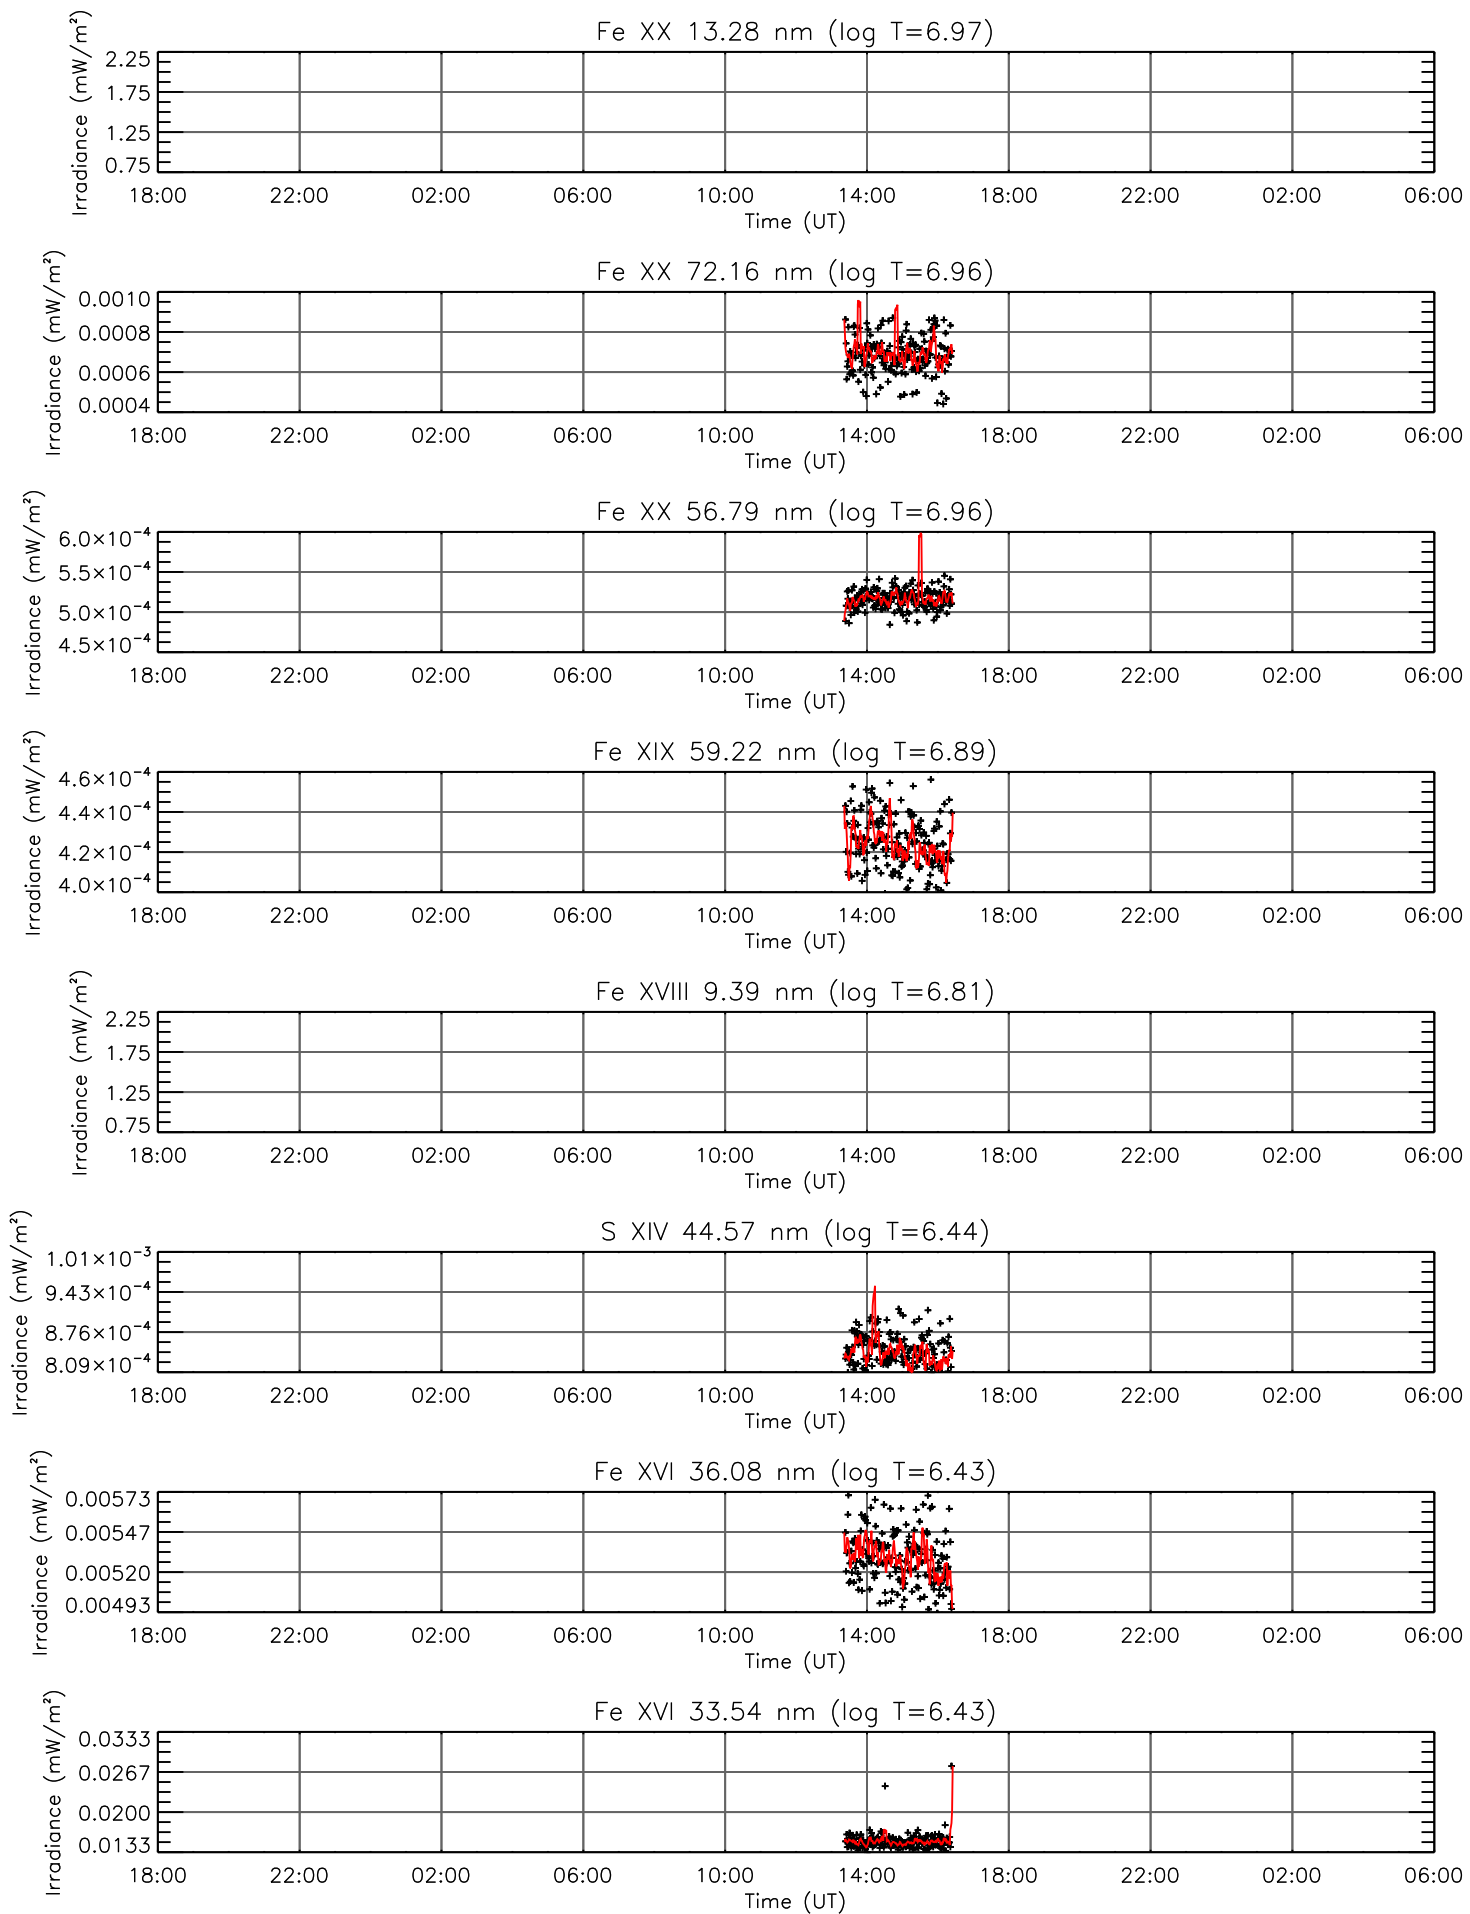 Fe XX 13.28 nm (log T=6.97)
Irradiance (mW/m²)
2.25
1.75
1.25
0.75
18:00 22:00 02:00 06:00 10:00 14:00 18:00 22:00 02:00 06:00
Time (UT)
Fe XX 72.16 nm (log T=6.96)
Irradiance (mW/m²)
0.0010
0.0008
0.0006
0.0004
18:00 22:00 02:00 06:00 10:00 14:00 18:00 22:00 02:00 06:00
Time (UT)
Fe XX 56.79 nm (log T=6.96)
Irradiance (mW/m²)
6.0×10⁻⁴
5.5×10⁻⁴
5.0×10⁻⁴
4.5×10⁻⁴
18:00 22:00 02:00 06:00 10:00 14:00 18:00 22:00 02:00 06:00
Time (UT)
Fe XIX 59.22 nm (log T=6.89)
Irradiance (mW/m²)
4.6×10⁻⁴
4.4×10⁻⁴
4.2×10⁻⁴
4.0×10⁻⁴
18:00 22:00 02:00 06:00 10:00 14:00 18:00 22:00 02:00 06:00
Time (UT)
Fe XVIII 9.39 nm (log T=6.81)
Irradiance (mW/m²)
2.25
1.75
1.25
0.75
18:00 22:00 02:00 06:00 10:00 14:00 18:00 22:00 02:00 06:00
Time (UT)
S XIV 44.57 nm (log T=6.44)
Irradiance (mW/m²)
1.01×10⁻³
9.43×10⁻⁴
8.76×10⁻⁴
8.09×10⁻⁴
18:00 22:00 02:00 06:00 10:00 14:00 18:00 22:00 02:00 06:00
Time (UT)
Fe XVI 36.08 nm (log T=6.43)
Irradiance (mW/m²)
0.00573
0.00547
0.00520
0.00493
18:00 22:00 02:00 06:00 10:00 14:00 18:00 22:00 02:00 06:00
Time (UT)
Fe XVI 33.54 nm (log T=6.43)
Irradiance (mW/m²)
0.0333
0.0267
0.0200
0.0133
18:00 22:00 02:00 06:00 10:00 14:00 18:00 22:00 02:00 06:00
Time (UT)